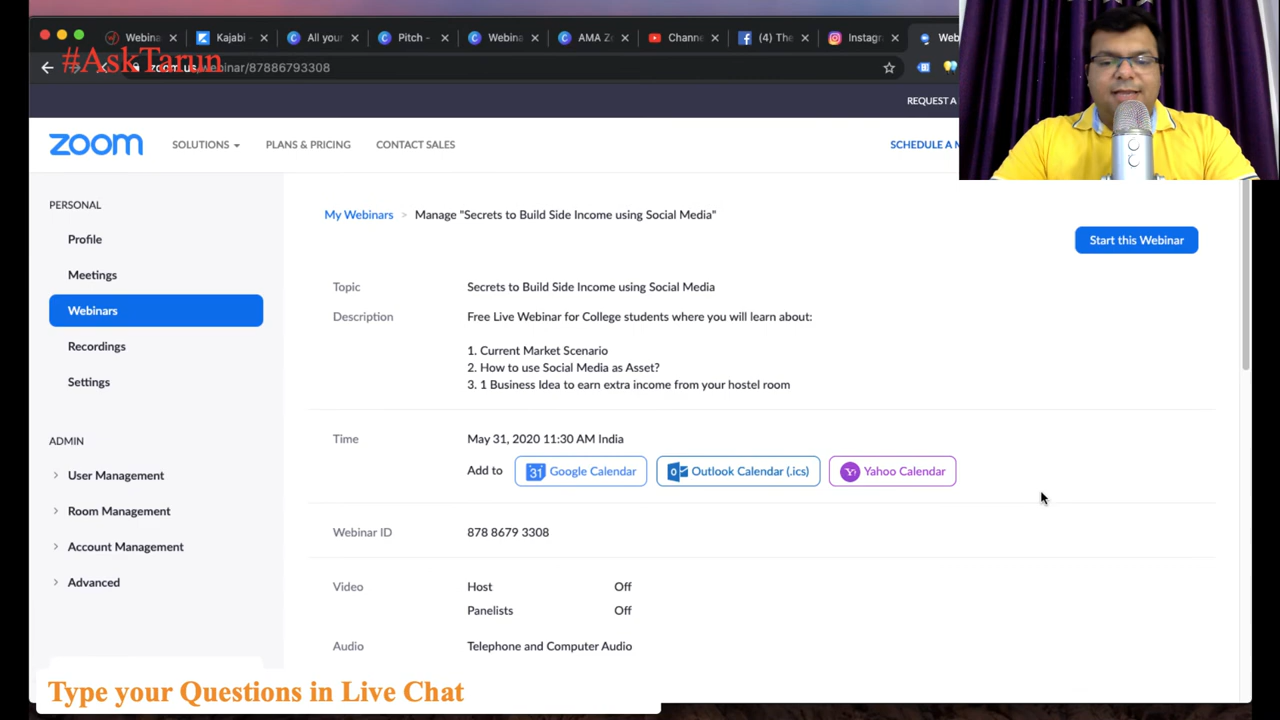 Webina
Kajabi -
All your
Pitch -
Webina
AMA Ze
Channe
(4) The
Instagr
Web
#AskTarun
zoom.us/webinar/87886793308
REQUEST A
zoom
SOLUTIONS
PLANS & PRICING
CONTACT SALES
SCHEDULE A M
PERSONAL
Profile
Meetings
Webinars
Recordings
Settings
ADMIN
User Management
Room Management
Account Management
Advanced
My Webinars > Manage "Secrets to Build Side Income using Social Media"
Start this Webinar
Topic Secrets to Build Side Income using Social Media
Description Free Live Webinar for College students where you will learn about:
1. Current Market Scenario
2. How to use Social Media as Asset?
3. 1 Business Idea to earn extra income from your hostel room
Time May 31, 2020 11:30 AM India
Add to 31 Google Calendar Outlook Calendar (.ics) Yahoo Calendar
Webinar ID 878 8679 3308
Video Host Off
Panelists Off
Audio Telephone and Computer Audio
Type your Questions in Live Chat